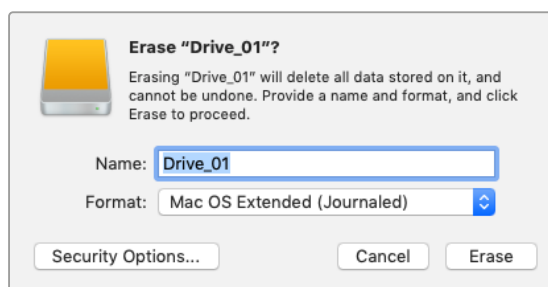 Erase “Drive_01”?
Erasing “Drive_01” will delete all data stored on it, and
cannot be undone. Provide a name and format, and click
Erase to proceed.
Name: Drive_01
Format: Mac OS Extended (Journaled)
Security Options... Cancel Erase